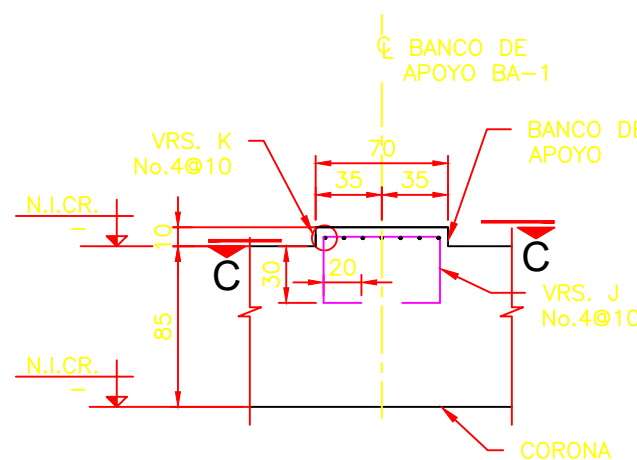 ℄ BANCO DE
APOYO BA-1
VRS. K
No.4@10
70
BANCO DE
APOYO
35
35
N.I.CR.
-
10
C
C
30
20
VRS. J
No.4@10
85
N.I.CR.
-
CORONA